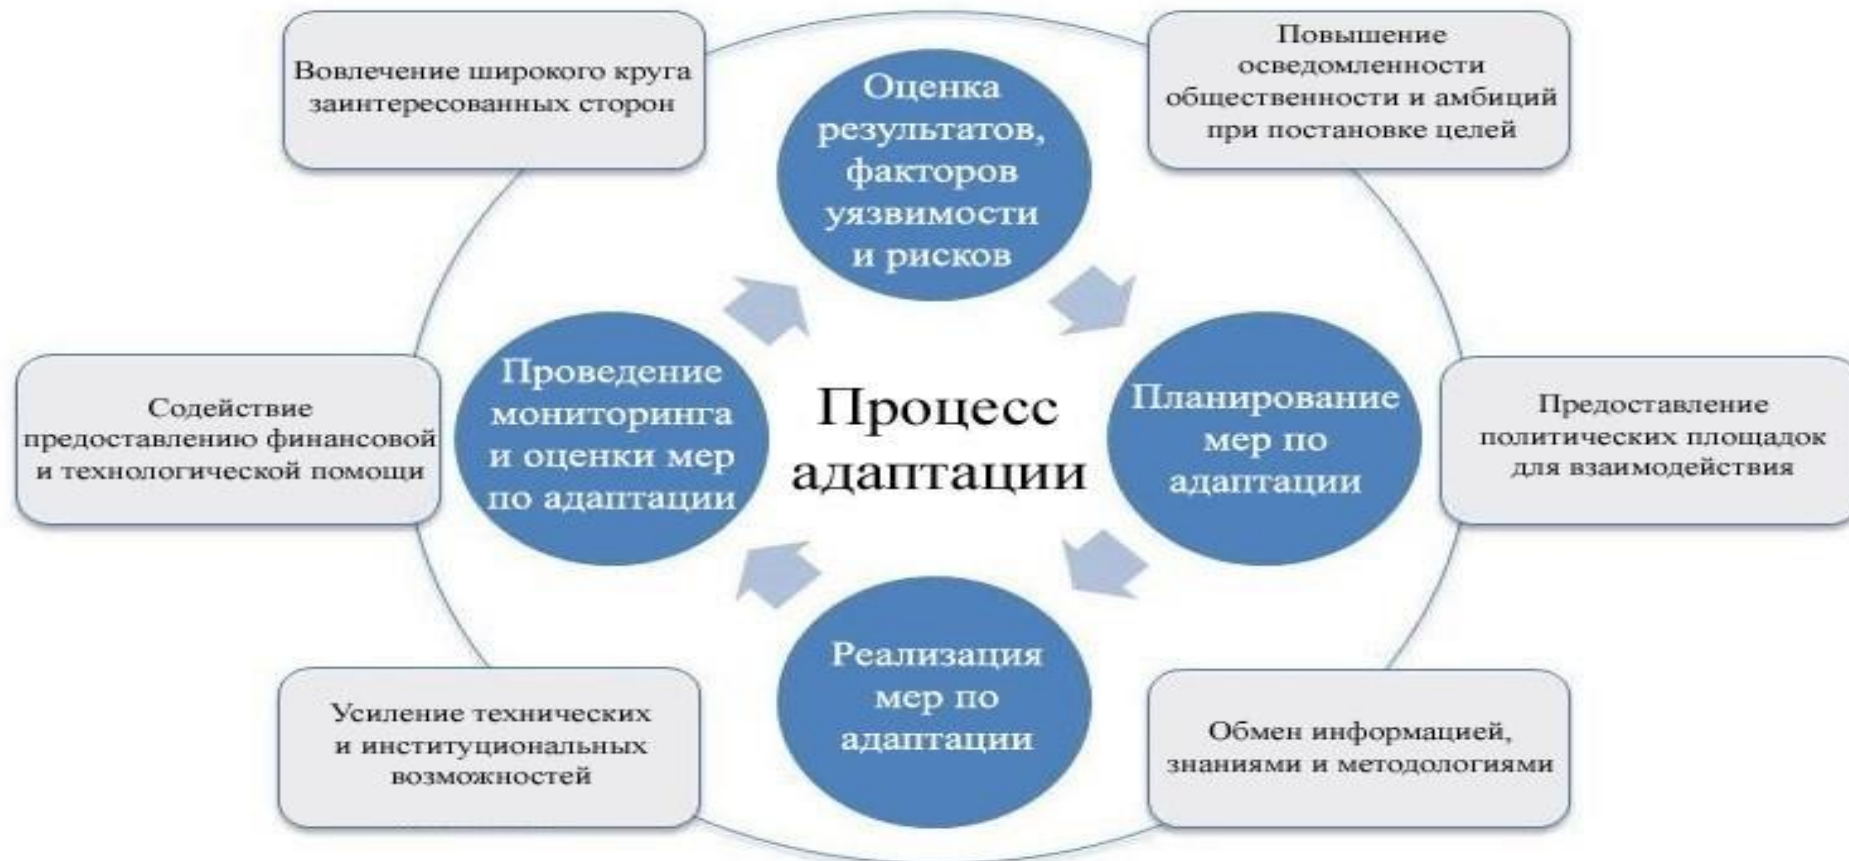 Вовлечение широкого круга
заинтересованных сторон
Оценка
результатов,
факторов
уязвимости
и рисков
Повышение
осведомленности
общественности и амбиций
при постановке целей
Содействие
предоставлению финансовой
и технологической помощи
Проведение
мониторинга
и оценки мер
по адаптации
Процесс
адаптации
Планирование
мер по
адаптации
Предоставление
политических площадок
для взаимодействия
Усиление технических
и институциональных
возможностей
Реализация
мер по
адаптации
Обмен информацией,
знаниями и методологиями